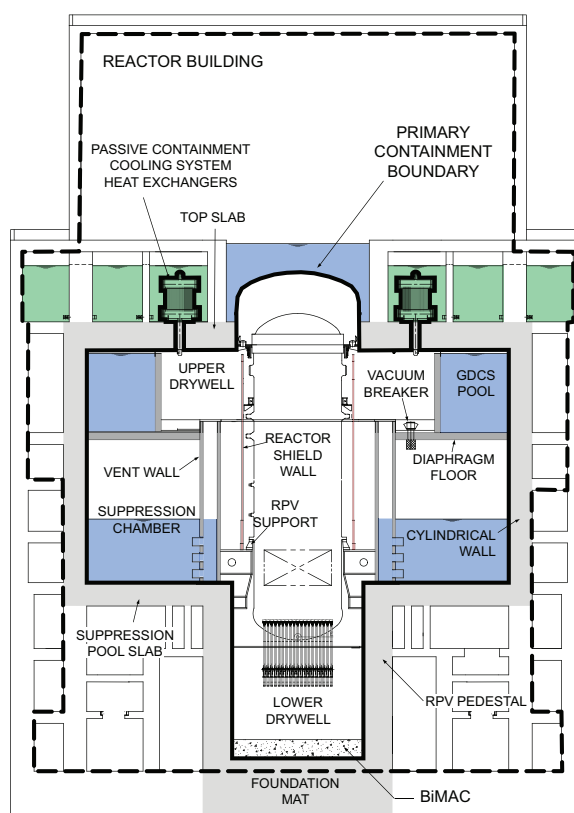 REACTOR BUILDING
PRIMARY
CONTAINMENT
BOUNDARY
PASSIVE CONTAINMENT
COOLING SYSTEM
HEAT EXCHANGERS
TOP SLAB
UPPER
DRYWELL
VACUUM
BREAKER
GDCS
POOL
REACTOR
SHIELD
WALL
VENT WALL
DIAPHRAGM
FLOOR
SUPPRESSION
CHAMBER
RPV
SUPPORT
CYLINDRICAL
WALL
SUPPRESSION
POOL SLAB
LOWER
DRYWELL
RPV PEDESTAL
FOUNDATION
MAT
BiMAC